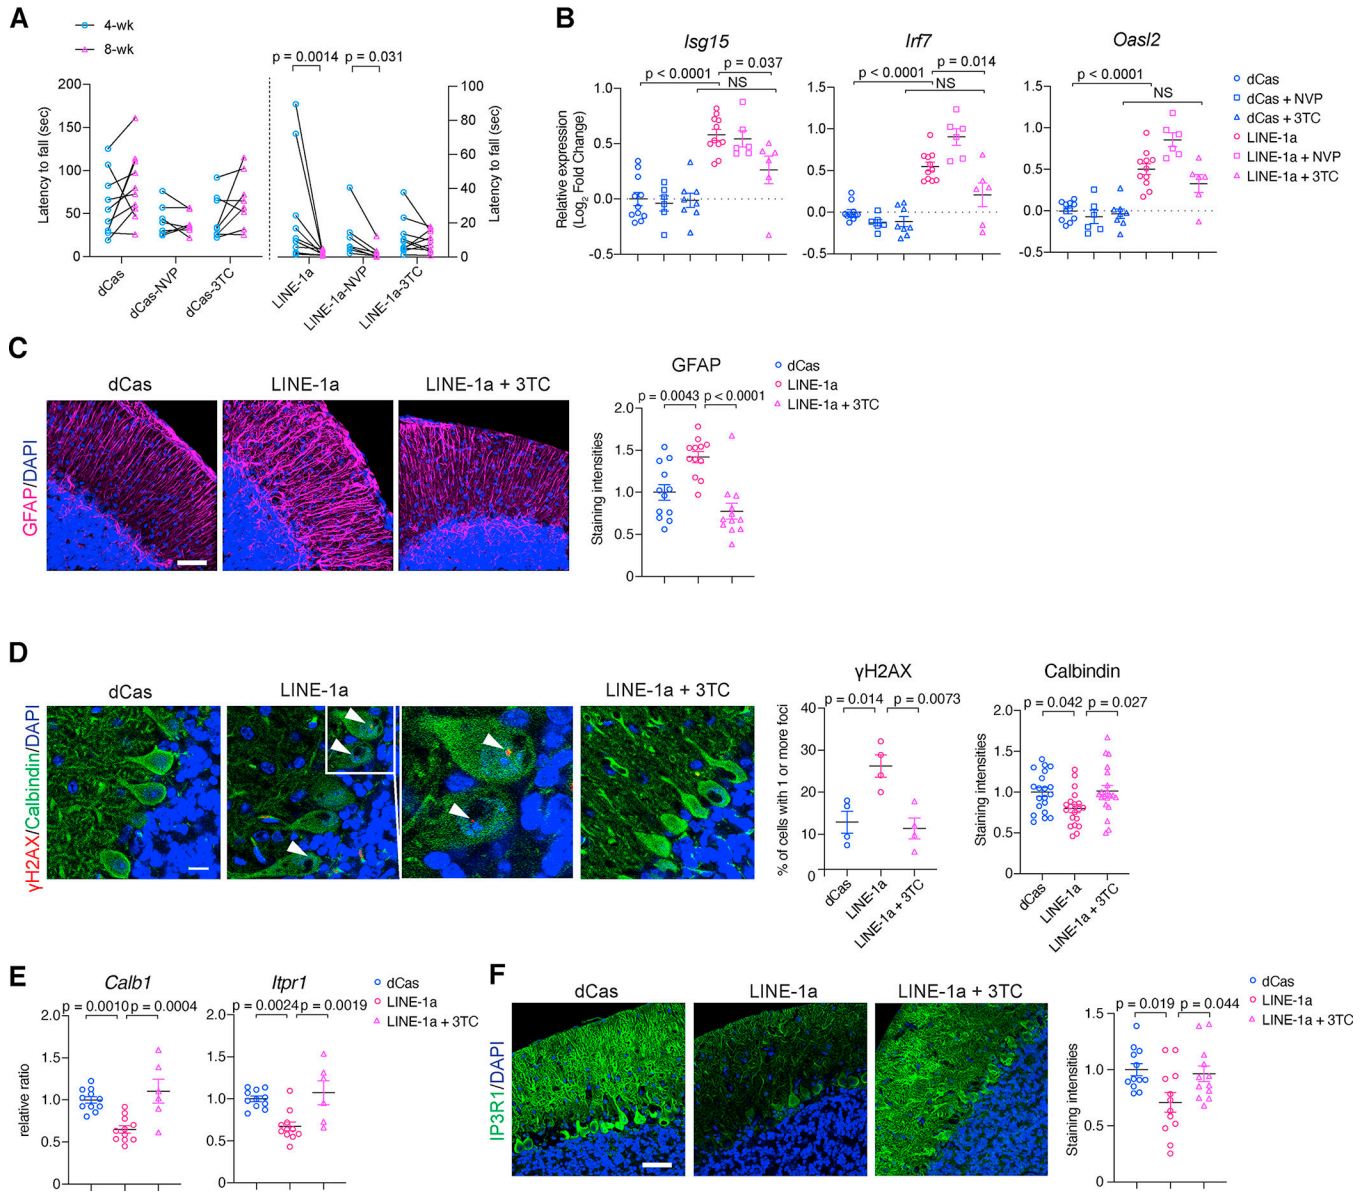 A
4-wk
8-wk
p = 0.0014 p = 0.031
Latency to fall (sec)
200
150
100
50
0
100
80
60
40
20
0
Latency to fall (sec)
dCas
dCas-NVP
dCas-3TC
LINE-1a
LINE-1a-NVP
LINE-1a-3TC
B
Isg15
p < 0.0001
p = 0.037
NS
Relative expression
(Log2 Fold Change)
1.0
0.5
0.0
-0.5
Irf7
p < 0.0001
p = 0.014
NS
1.5
1.0
0.5
0.0
-0.5
Oasl2
p < 0.0001
NS
1.5
1.0
0.5
0.0
-0.5
dCas
dCas + NVP
dCas + 3TC
LINE-1a
LINE-1a + NVP
LINE-1a + 3TC
C
dCas
LINE-1a
LINE-1a + 3TC
GFAP/DAPI
GFAP
p = 0.0043
p < 0.0001
Staining intensities
2.0
1.5
1.0
0.5
0
dCas
LINE-1a
LINE-1a + 3TC
D
dCas
LINE-1a
LINE-1a + 3TC
γH2AX/Calbindin/DAPI
γH2AX
p = 0.014
p = 0.0073
% of cells with 1 or more foci
40
30
20
10
0
dCas
LINE-1a
LINE-1a + 3TC
Calbindin
p = 0.042
p = 0.027
Staining intensities
2.0
1.5
1.0
0.5
0
dCas
LINE-1a
LINE-1a + 3TC
E
Calb1
p = 0.0010 p = 0.0004
relative ratio
2.0
1.5
1.0
0.5
0
Itpr1
p = 0.0024 p = 0.0019
2.0
1.5
1.0
0.5
0
dCas
LINE-1a
LINE-1a + 3TC
F
dCas
LINE-1a
LINE-1a + 3TC
IP3R1/DAPI
p = 0.019
p = 0.044
Staining intensities
1.5
1.0
0.5
0
dCas
LINE-1a
LINE-1a + 3TC